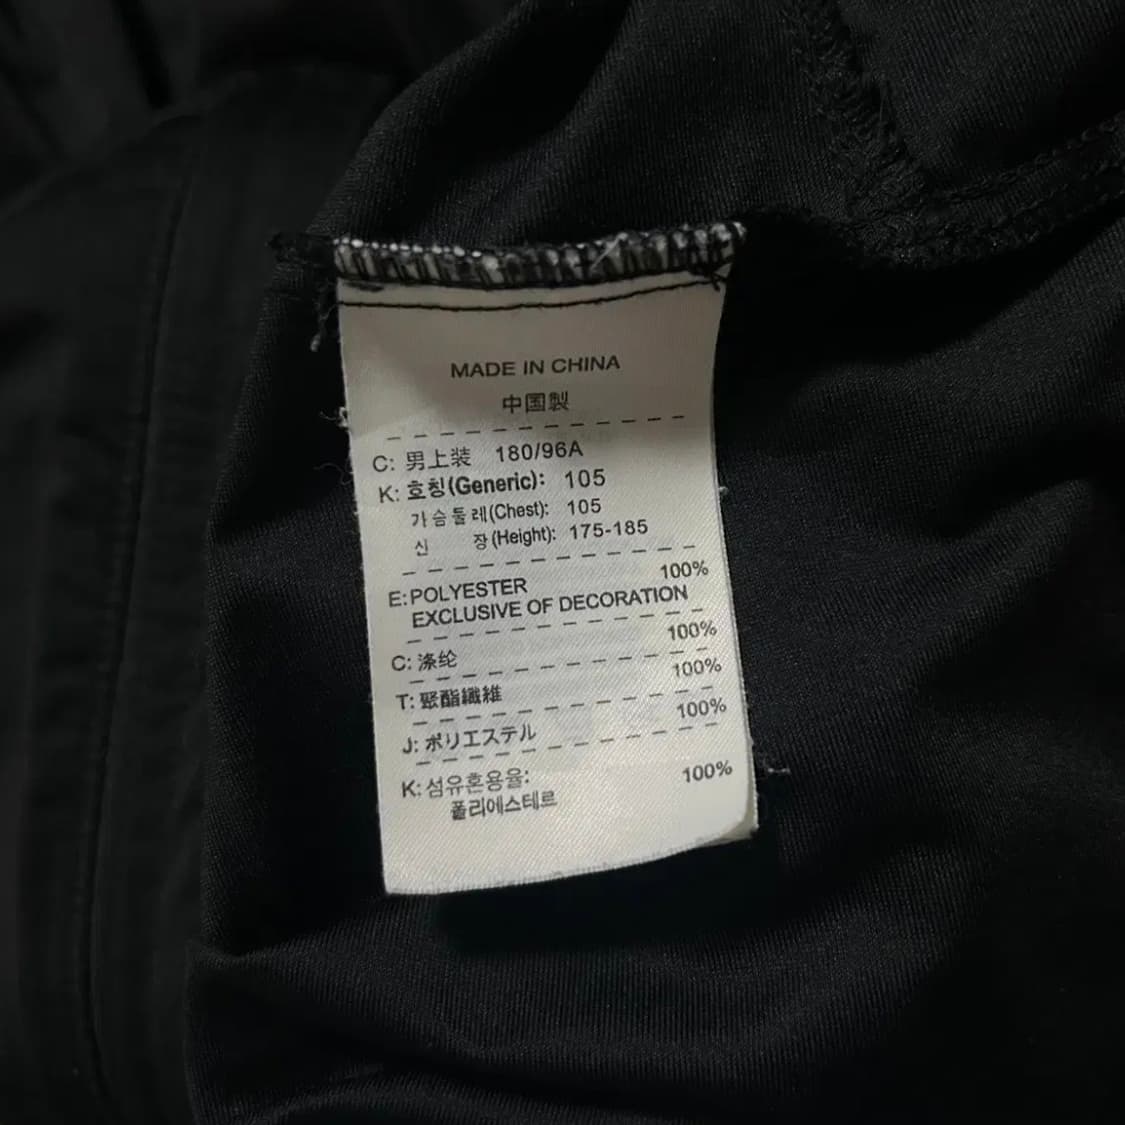 MADE IN CHINA
中国製
C: 男上装 180/96A
K: 호칭(Generic): 105
가슴둘레(Chest): 105
신 장(Height): 175-185
E: POLYESTER 100%
EXCLUSIVE OF DECORATION
C: 涤纶 100%
T: 聚酯纖維 100%
J: ポリエステル 100%
K: 섬유혼용율:
폴리에스테르 100%